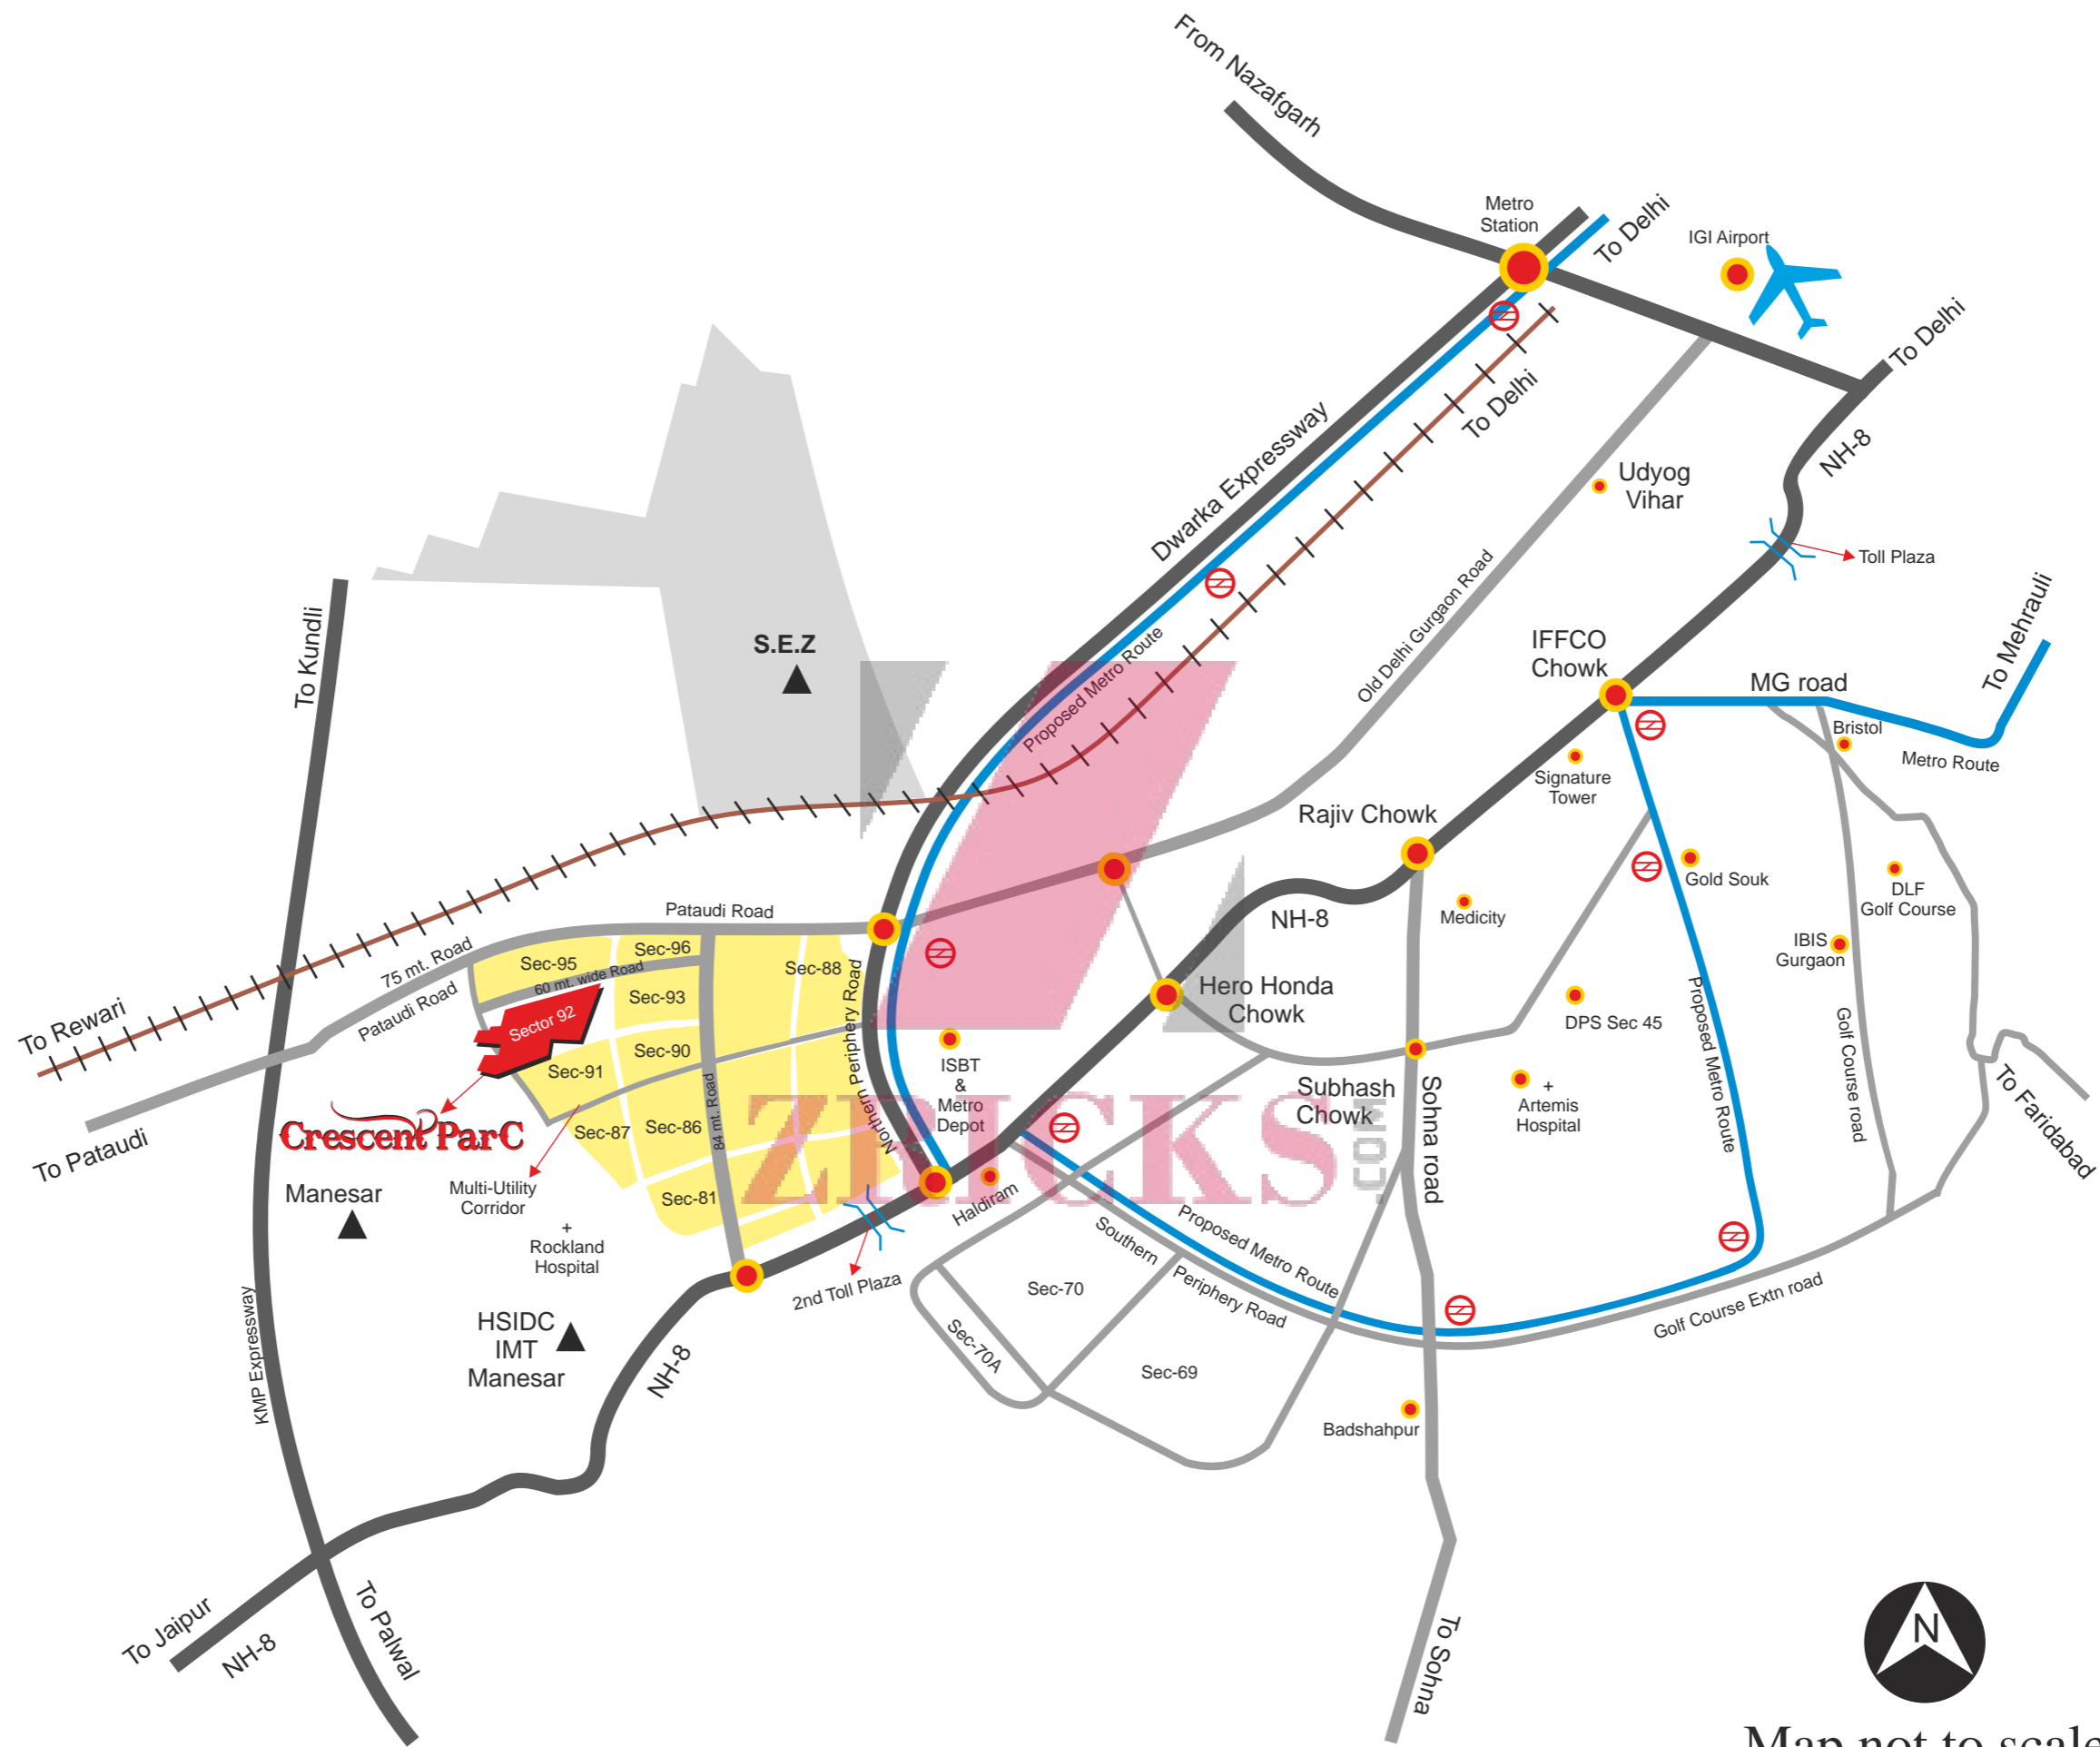 From Nazafgarh
Metro
Station
To Delhi
IGI Airport
To Delhi
NH-8
To Delhi
Dwarka Expressway
Udyog
Vihar
Toll Plaza
Old Delhi Gurgaon Road
To Mehrauli
IFFCO
Chowk
MG road
Bristol
Metro Route
To Kundli
S.E.Z
Proposed Metro Route
Signature
Tower
Rajiv Chowk
Gold Souk
DLF
Golf Course
Medicity
NH-8
IBIS
Gurgaon
Pataudi Road
75 mt. Road
Pataudi Road
Sec-95
Sec-96
Sec-88
60 mt. wide Road
Sec-93
Sector 92
Northern Periphery Road
Hero Honda
Chowk
DPS Sec 45
Proposed Metro Route
Golf Course road
To Rewari
To Pataudi
Sec-90
Sec-91
84 mt. Road
ISBT
&
Metro
Depot
Subhash
Chowk
Sohna road
+
Artemis
Hospital
To Faridabad
Crescent ParC
Sec-87
Sec-86
ZRICKS
.COM
Manesar
Multi-Utility
Corridor
Sec-81
Haldiram
+
Rockland
Hospital
Southern
Periphery Road
Proposed Metro Route
2nd Toll Plaza
Sec-70
Sec-70A
Sec-69
Golf Course Extn road
HSIDC
IMT
Manesar
KMP Expressway
NH-8
Badshahpur
To Jaipur
NH-8
To Palwal
To Sohna
N
Map not to scale